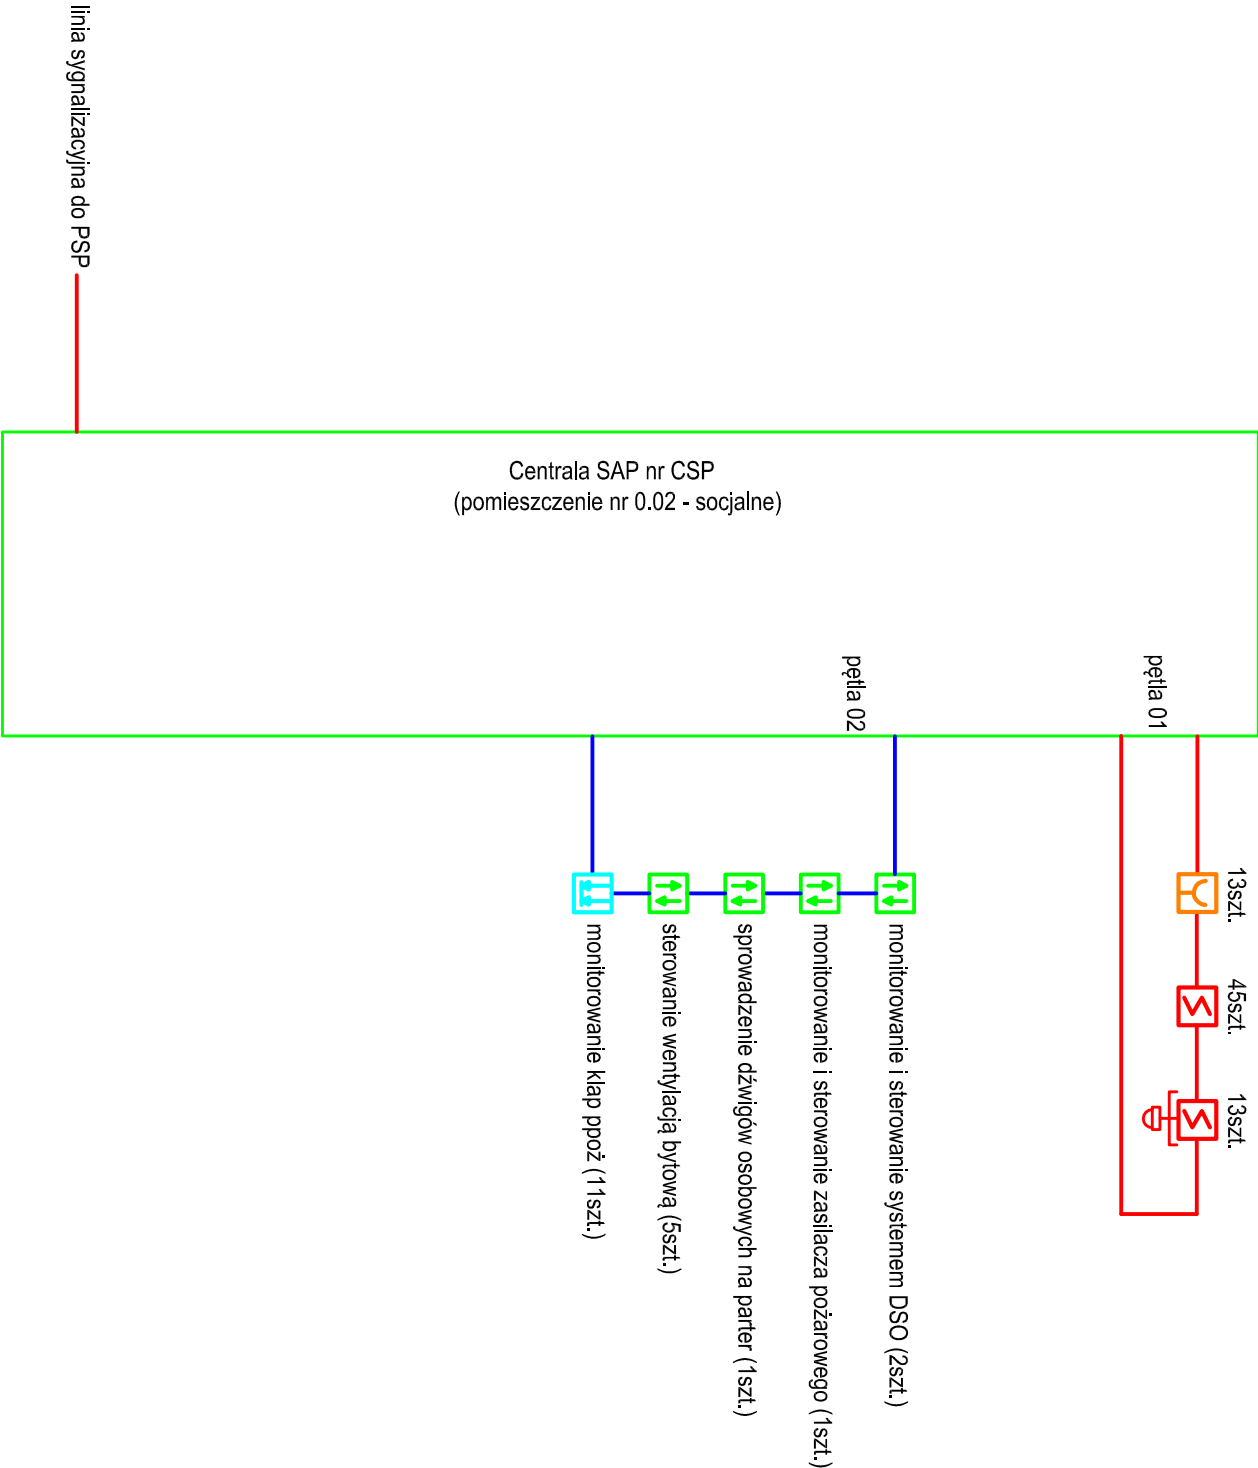 linia sygnalizacyjna do PSP
Centrala SAP nr CSP
(pomieszczenie nr 0.02 - socjalne)
pętla 01
pętla 02
13szt.
45szt.
13szt.
monitorowanie i sterowanie systemem DSO (2szt.)
monitorowanie i sterowanie zasilacza pożarowego (1szt.)
sprowadzenie dźwigów osobowych na parter (1szt.)
sterowanie wentylacją bytową (5szt.)
monitorowanie klap ppoż (11szt.)